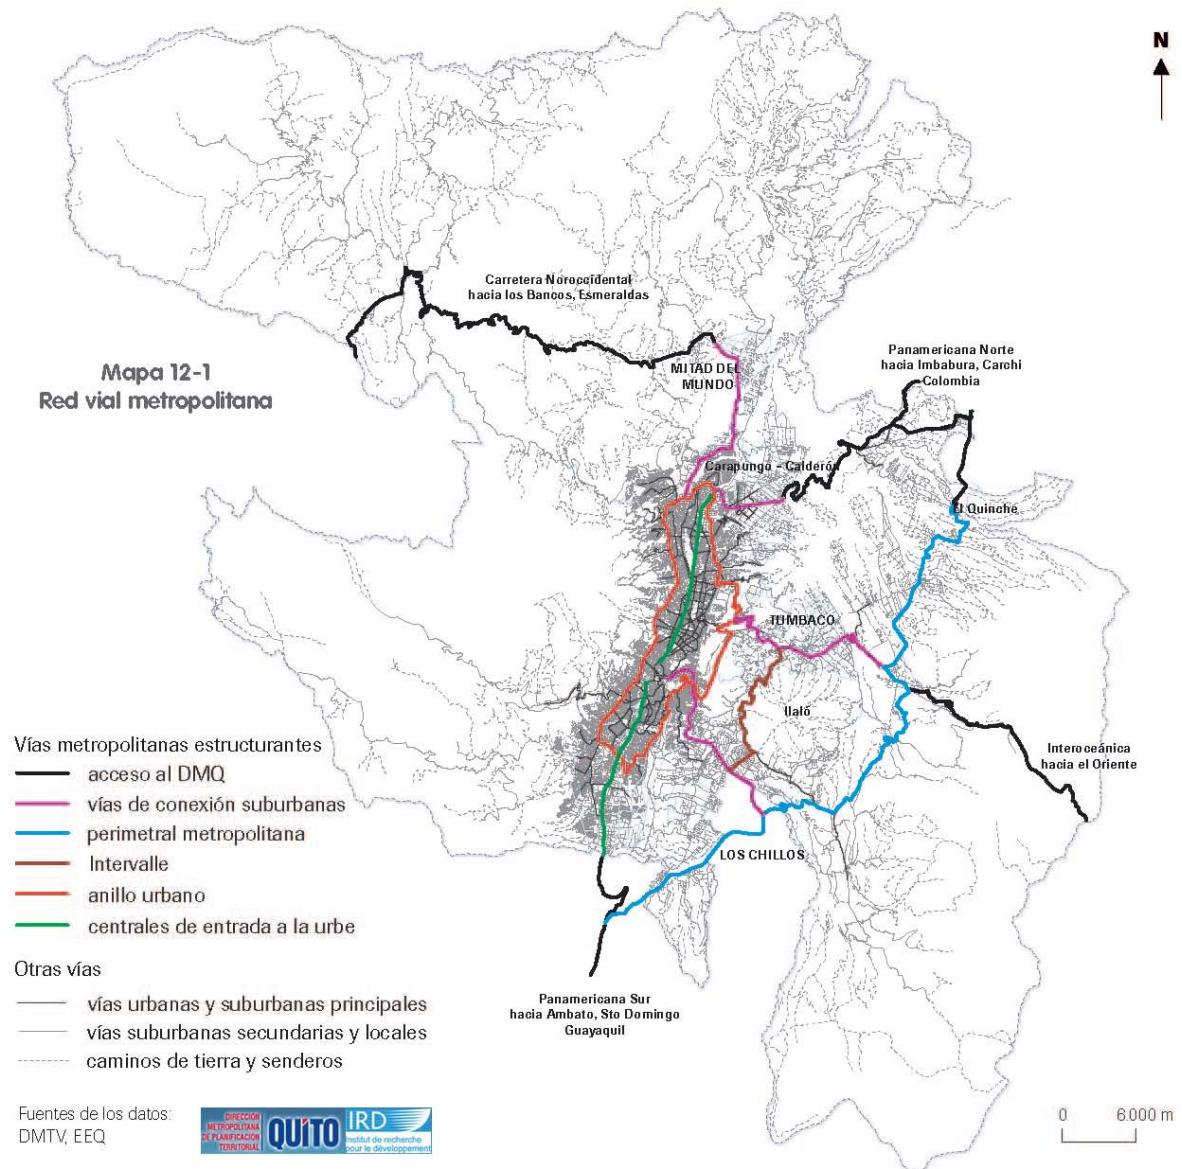 N
Carretera Noroccidental
hacia los Bancos, Esmeraldas
Mapa 12-1
Red vial metropolitana
MITAD DEL
MUNDO
Panamericana Norte
hacia Imbabura, Carchi
Colombia
Carapungo - Calderón
El Quinche
TUMBACO
Ilaló
Interoceánica
hacia el Oriente
LOS CHILLOS
Panamericana Sur
hacia Ambato, Sto Domingo
Guayaquil
Vías metropolitanas estructurantes
acceso al DMQ
vías de conexión suburbanas
perimetral metropolitana
Intervalle
anillo urbano
centrales de entrada a la urbe
Otras vías
vías urbanas y suburbanas principales
vías suburbanas secundarias y locales
caminos de tierra y senderos
Fuentes de los datos:
DMTV, EEQ
DIRECCIÓN
METROPOLITANA
DE PLANIFICACIÓN
TERRITORIAL
QUITO
IRD
Institut de recherche
pour le développement
0 6 000 m